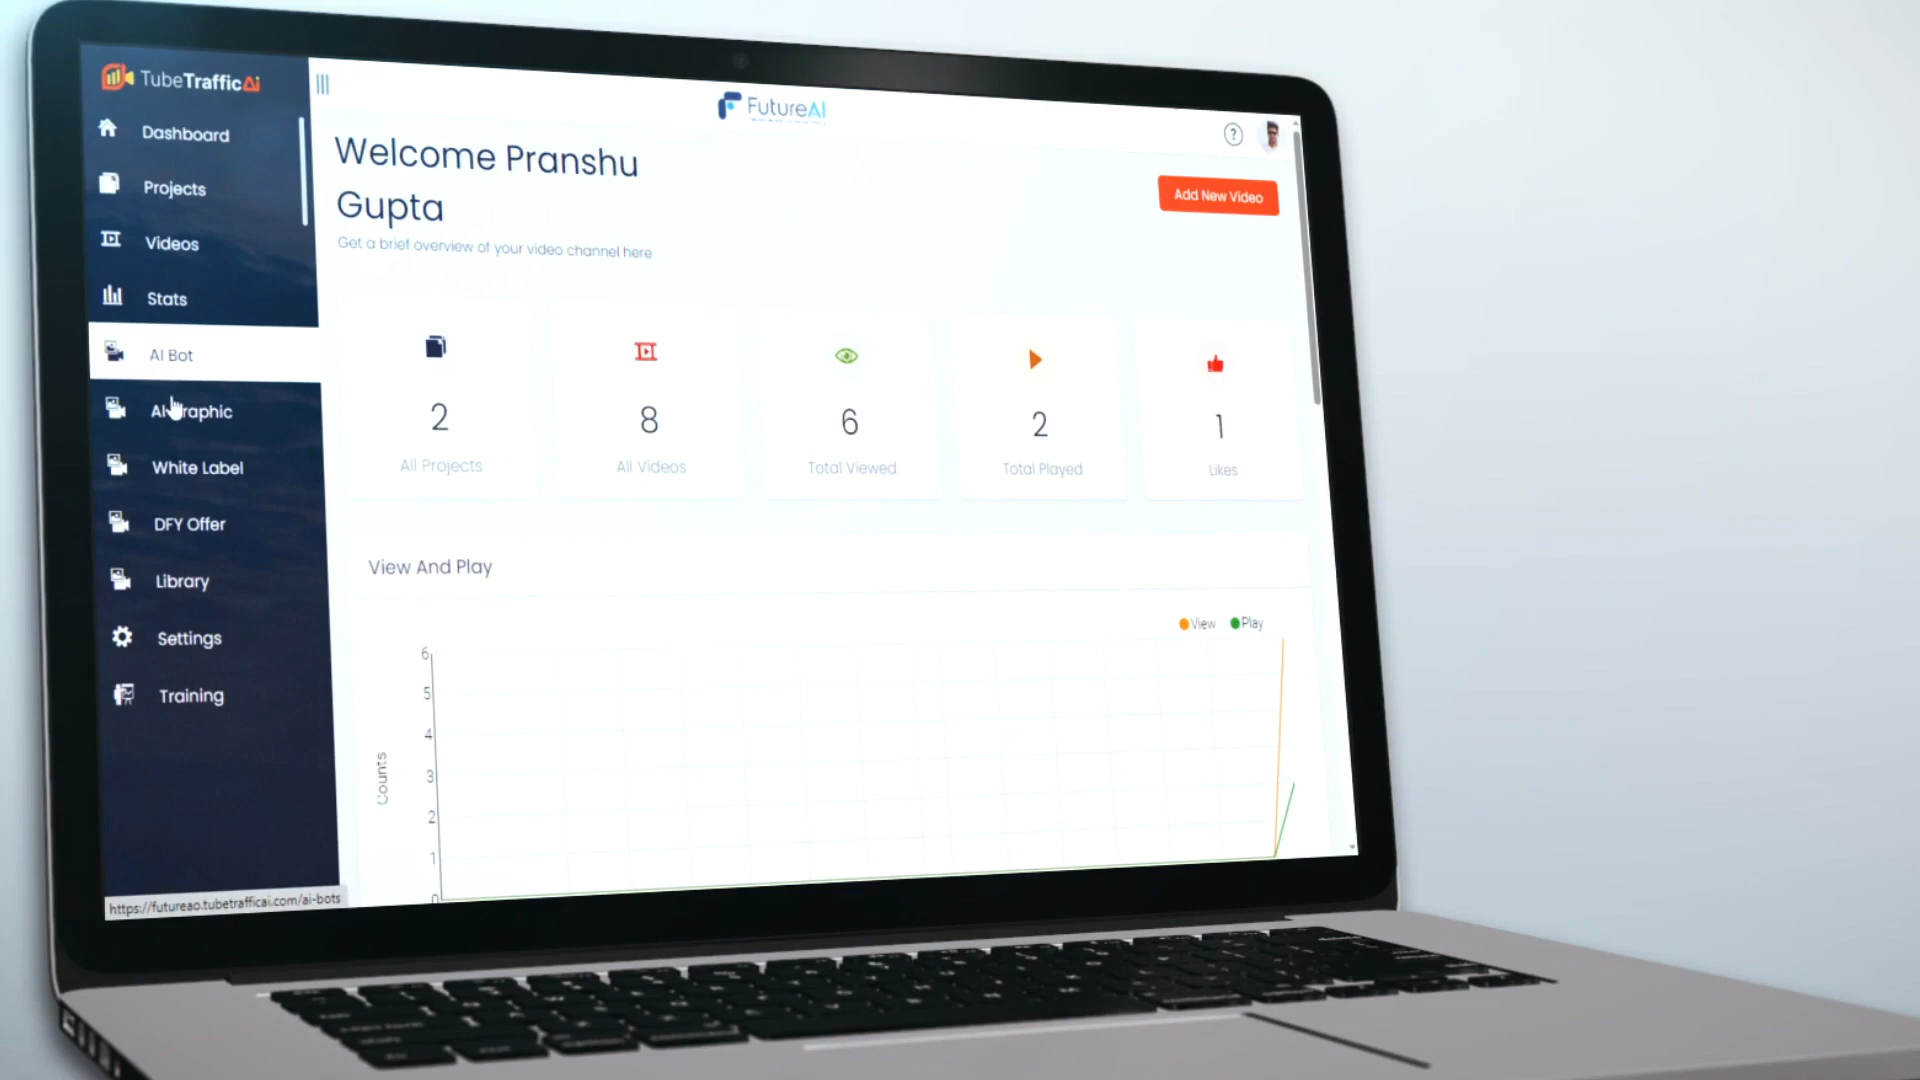 TubeTrafficAi
Dashboard
Projects
Videos
Stats
AI Bot
White Label
DFY Offer
Library
Settings
Training
https://futureao.tubetrafficai.com/ai-bots
FutureAI
?
Welcome Pranshu
Gupta
Get a brief overview of your video channel here
Add New Video
2
All Projects
8
All Videos
6
Total Viewed
2
Total Played
1
Likes
View And Play
View Play
6
5
4
3
2
1
0
Counts